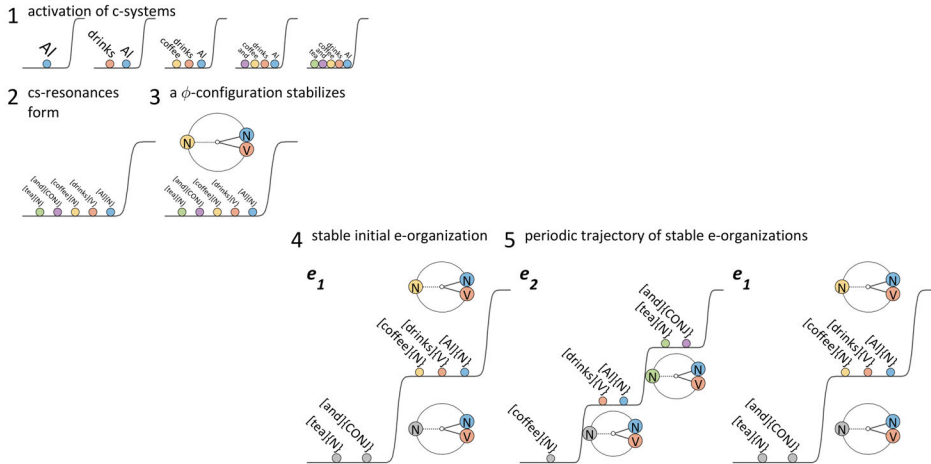 1 activation of c-systems
Al
drinks Al
coffee drinks Al
and coffee drinks Al
tea and coffee drinks Al
2 cs-resonances form
3 a ϕ-configuration stabilizes
N N V
[tea]{N} [and]{CONJ} [coffee]{N} [drinks]{V} [Al]{N}
[tea]{N} [and]{CONJ} [coffee]{N} [drinks]{V} [Al]{N}
4 stable initial e-organization
5 periodic trajectory of stable e-organizations
e1
N N V
[coffee]{N} [drinks]{V} [Al]{N}
N N V
[tea]{N} [and]{CONJ}
e2
[tea]{N} [and]{CONJ}
N N V
[drinks]{V} [Al]{N}
N N V
[coffee]{N}
e1
N N V
[coffee]{N} [drinks]{V} [Al]{N}
N N V
[tea]{N} [and]{CONJ}